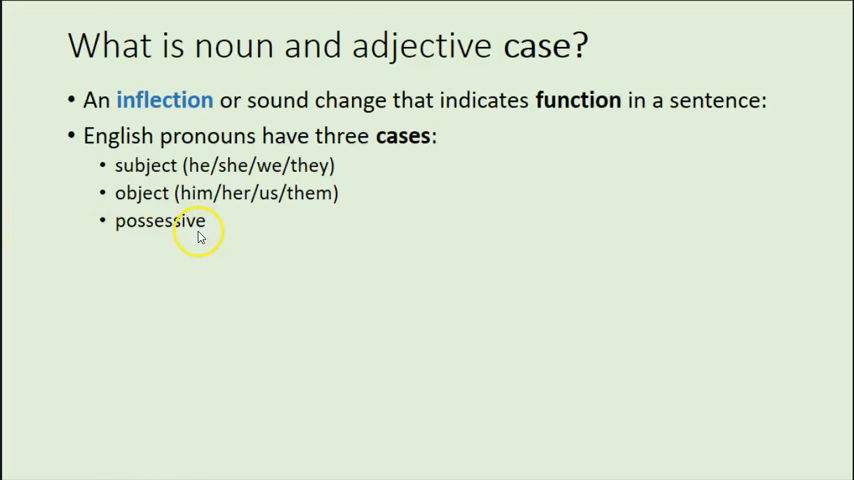 What is noun and adjective case?
• An inflection or sound change that indicates function in a sentence:
• English pronouns have three cases:
• subject (he/she/we/they)
• object (him/her/us/them)
• possessive